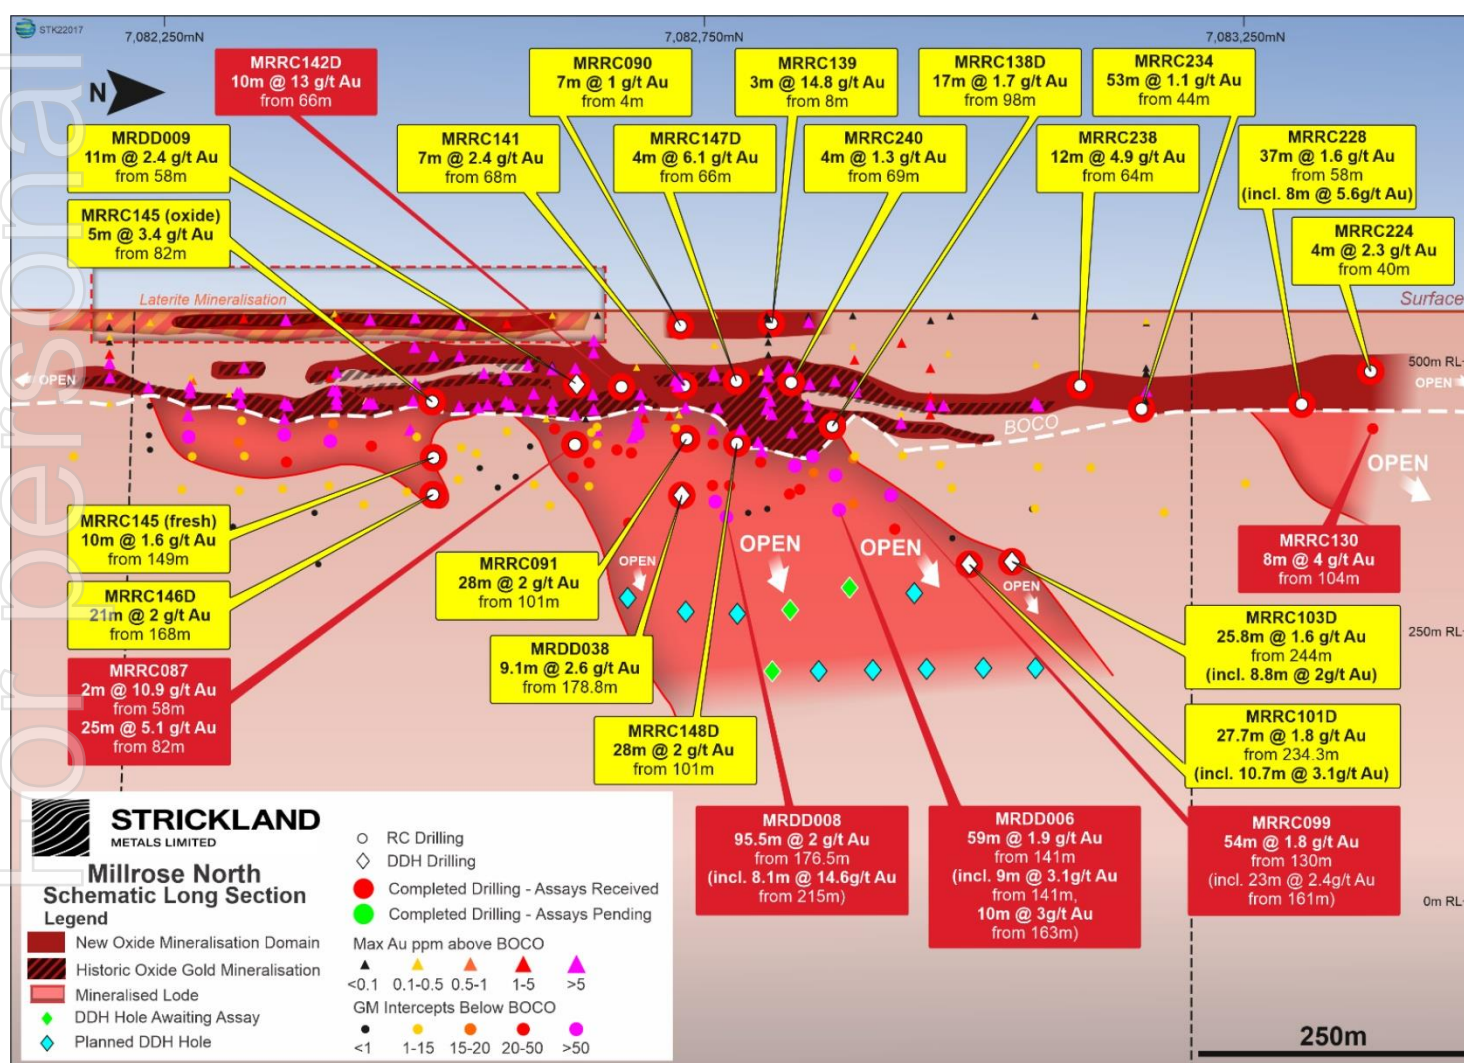 For personal
STK22017
7,082,250mN
7,082,750mN
7,083,250mN
N
MRRC142D
10m @ 13 g/t Au
from 66m
MRRC090
7m @ 1 g/t Au
from 4m
MRRC139
3m @ 14.8 g/t Au
from 8m
MRRC138D
17m @ 1.7 g/t Au
from 98m
MRRC234
53m @ 1.1 g/t Au
from 44m
MRDD009
11m @ 2.4 g/t Au
from 58m
MRRC141
7m @ 2.4 g/t Au
from 68m
MRRC147D
4m @ 6.1 g/t Au
from 66m
MRRC240
4m @ 1.3 g/t Au
from 69m
MRRC238
12m @ 4.9 g/t Au
from 64m
MRRC228
37m @ 1.6 g/t Au
from 58m
(incl. 8m @ 5.6g/t Au)
MRRC145 (oxide)
5m @ 3.4 g/t Au
from 82m
MRRC224
4m @ 2.3 g/t Au
from 40m
Laterite Mineralisation
Surface
500m RL
OPEN
OPEN
BOCO
OPEN
MRRC145 (fresh)
10m @ 1.6 g/t Au
from 149m
MRRC130
8m @ 4 g/t Au
from 104m
OPEN
OPEN
OPEN
OPEN
MRRC091
28m @ 2 g/t Au
from 101m
MRRC146D
21m @ 2 g/t Au
from 168m
MRRC103D
25.8m @ 1.6 g/t Au
from 244m
(incl. 8.8m @ 2g/t Au)
250m RL
MRDD038
9.1m @ 2.6 g/t Au
from 178.8m
MRRC087
2m @ 10.9 g/t Au
from 58m
25m @ 5.1 g/t Au
from 82m
MRRC148D
28m @ 2 g/t Au
from 101m
MRRC101D
27.7m @ 1.8 g/t Au
from 234.3m
(incl. 10.7m @ 3.1g/t Au)
MRDD008
95.5m @ 2 g/t Au
from 176.5m
(incl. 8.1m @ 14.6g/t Au
from 215m)
MRDD006
59m @ 1.9 g/t Au
from 141m
(incl. 9m @ 3.1g/t Au
from 141m,
10m @ 3g/t Au
from 163m)
MRRC099
54m @ 1.8 g/t Au
from 130m
(incl. 23m @ 2.4g/t Au
from 161m)
0m RL
STRICKLAND
METALS LIMITED
Millrose North
Schematic Long Section
Legend
New Oxide Mineralisation Domain
Historic Oxide Gold Mineralisation
Mineralised Lode
DDH Hole Awaiting Assay
Planned DDH Hole
RC Drilling
DDH Drilling
Completed Drilling - Assays Received
Completed Drilling - Assays Pending
Max Au ppm above BOCO
<0.1 0.1-0.5 0.5-1 1-5 >5
GM Intercepts Below BOCO
<1 1-15 15-20 20-50 >50
250m